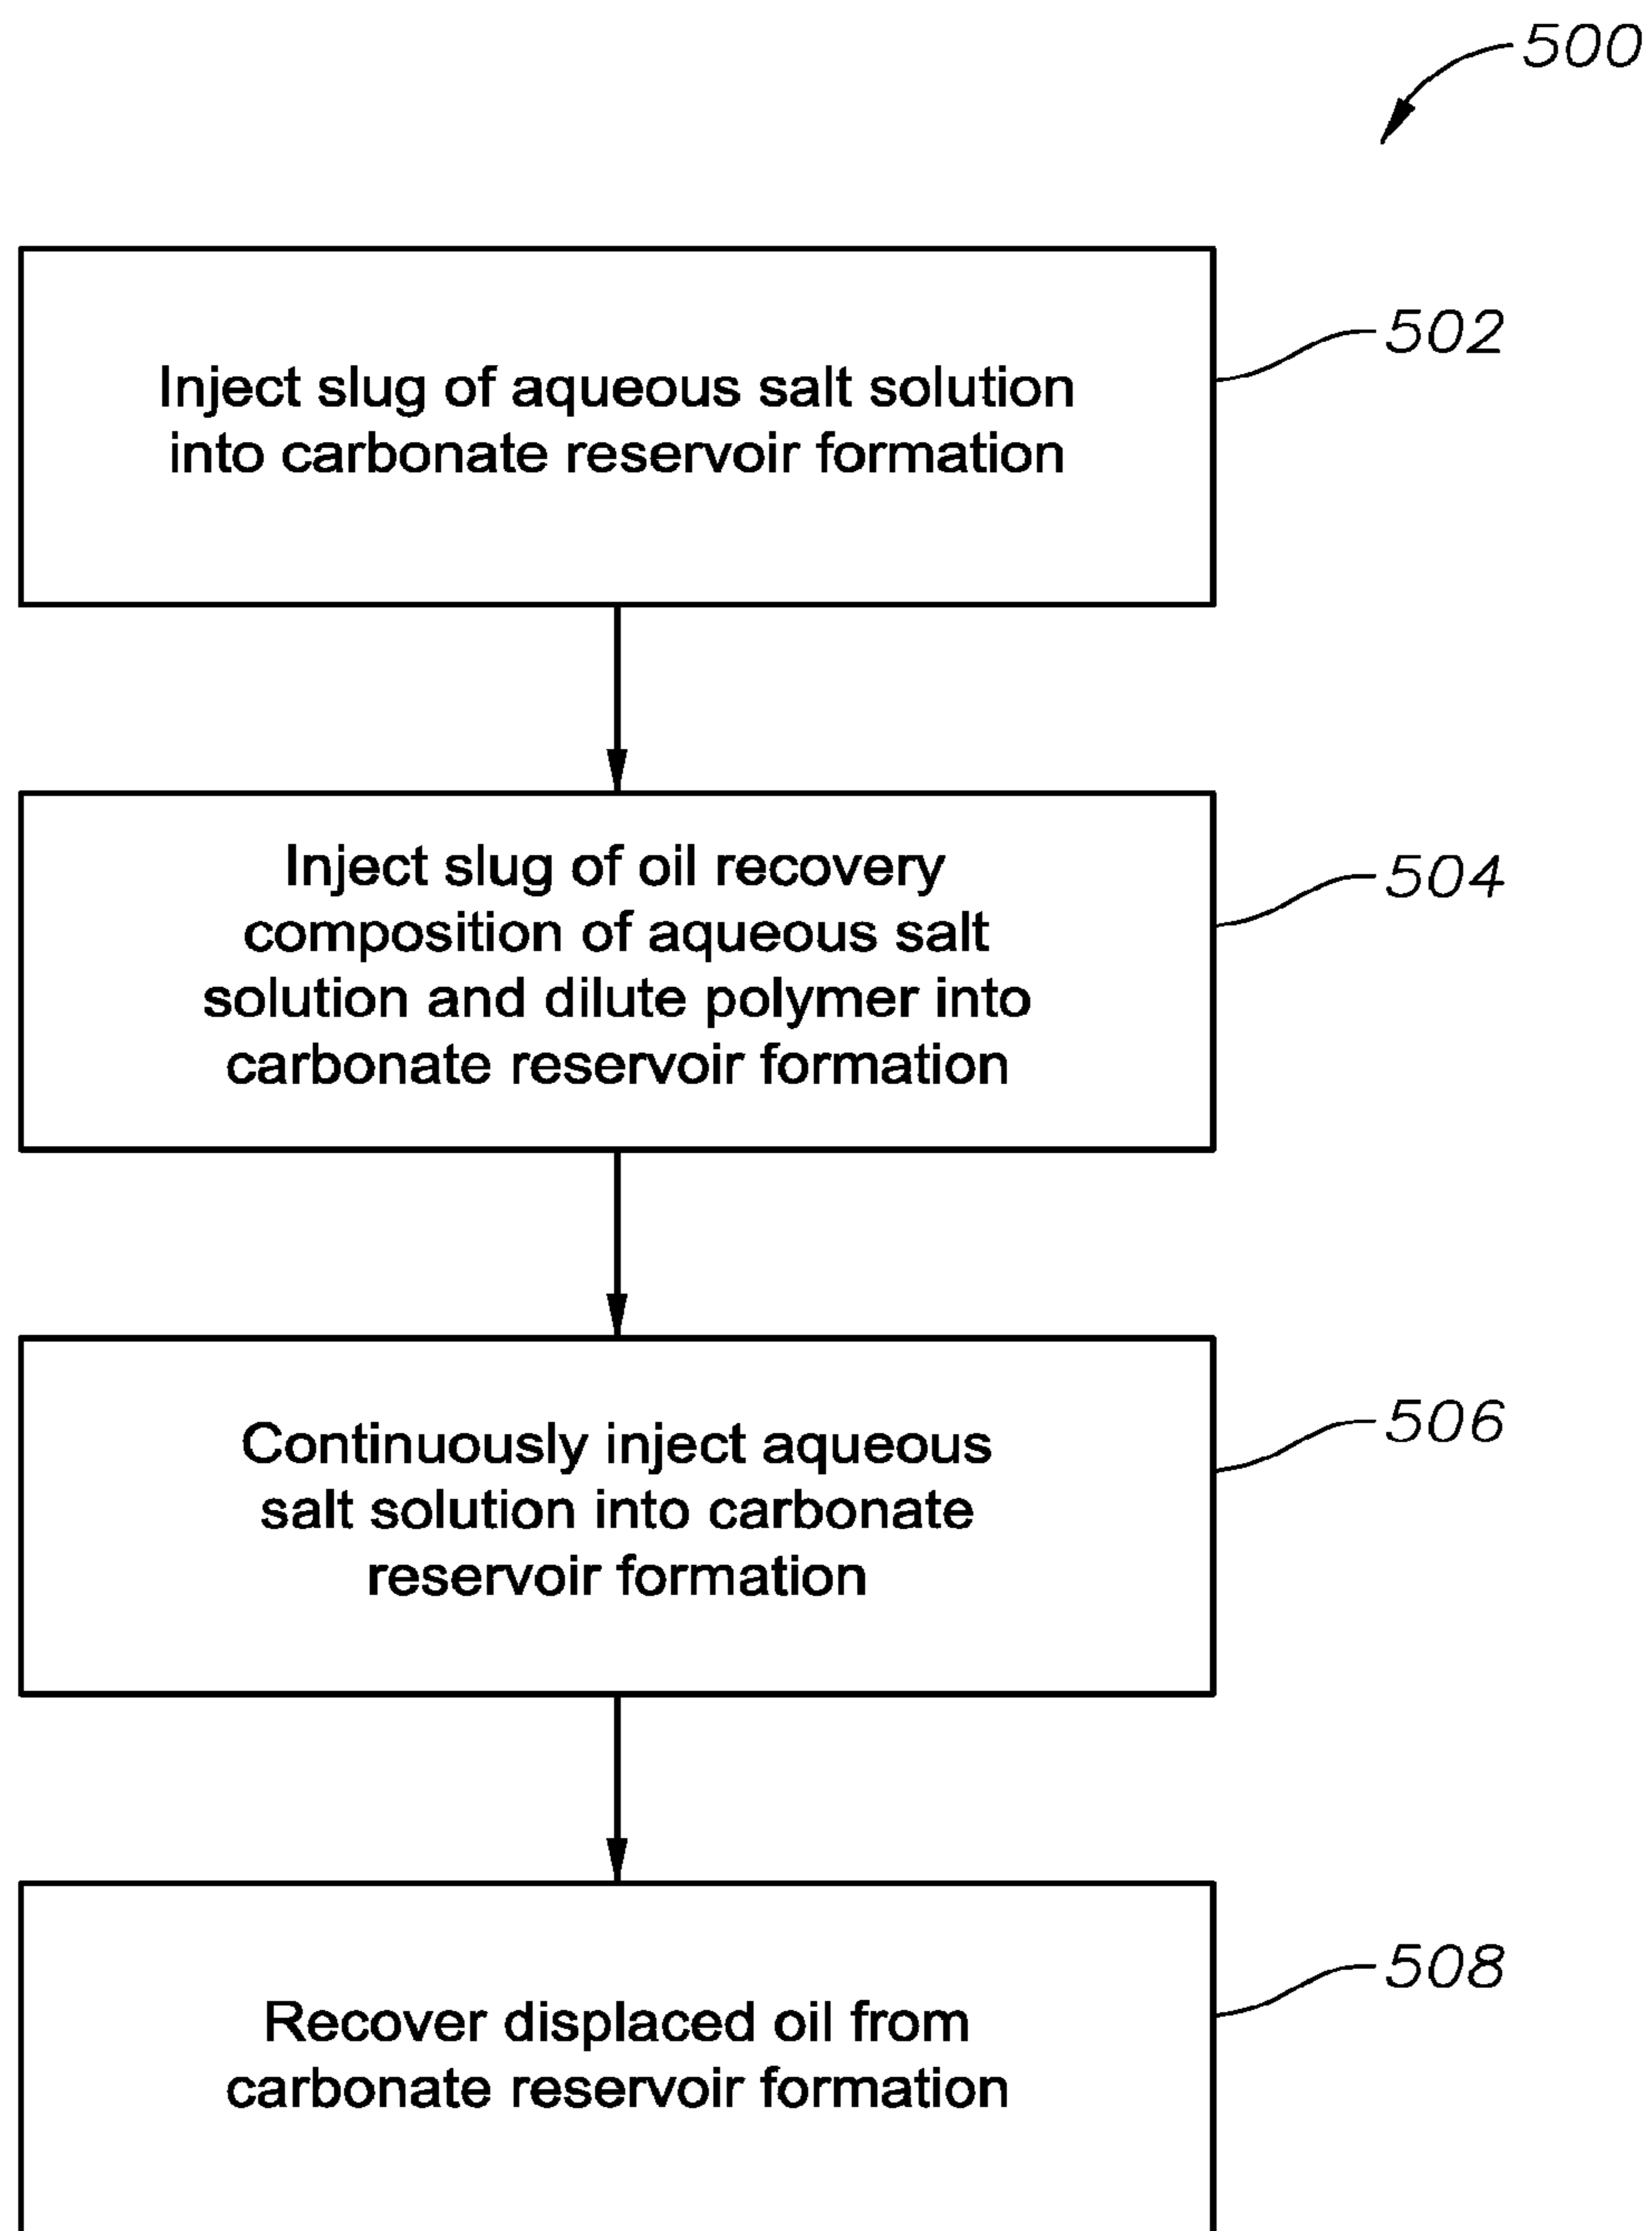 500
Inject slug of aqueous salt solution
into carbonate reservoir formation
502
Inject slug of oil recovery
composition of aqueous salt
solution and dilute polymer into
carbonate reservoir formation
504
Continuously inject aqueous
salt solution into carbonate
reservoir formation
506
Recover displaced oil from
carbonate reservoir formation
508